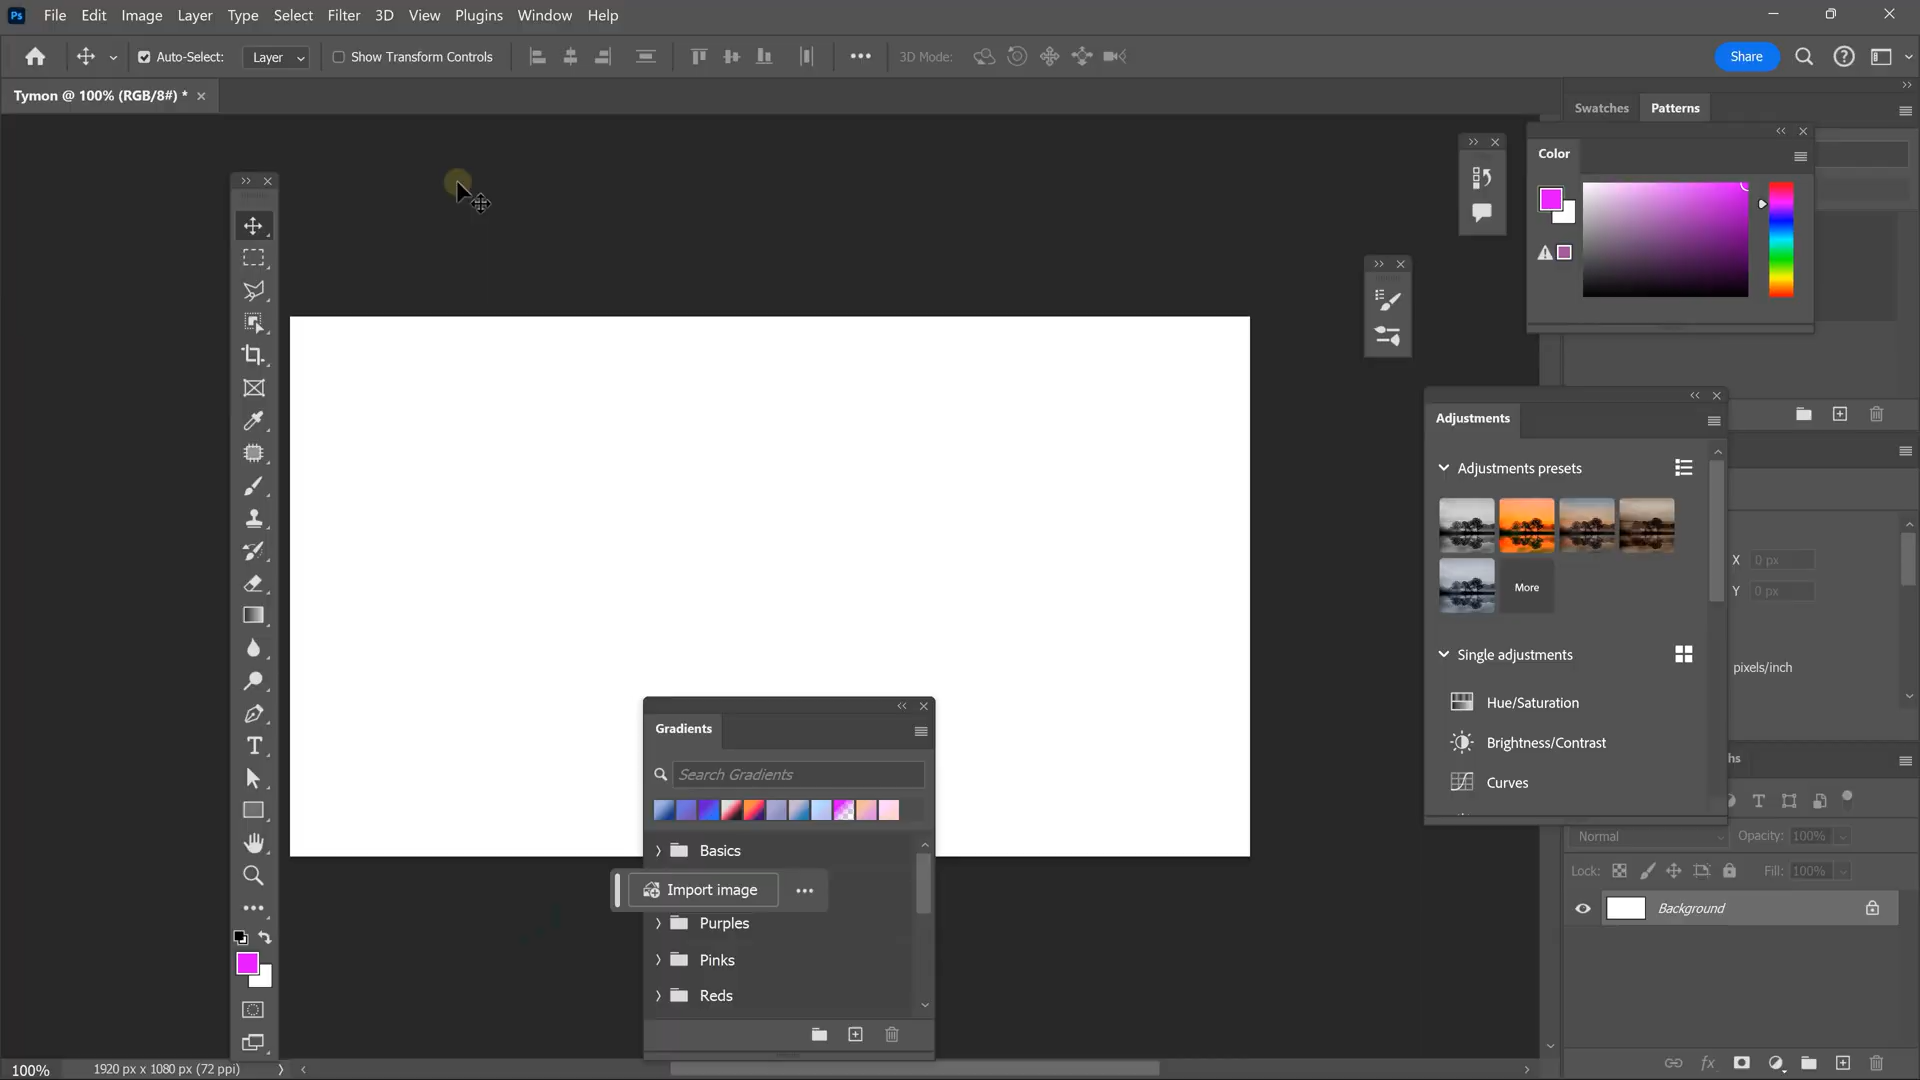 Ps File Edit Image Layer Type Select Filter 3D View Plugins Window Help
Auto-Select: Layer Show Transform Controls 3D Mode: Share
Tymon @ 100% (RGB/8#) *
Swatches Patterns
Color
Adjustments
Adjustments presets
More
X 0 px
Y 0 px
Single adjustments
pixels/inch
Hue/Saturation
Brightness/Contrast
Curves
Gradients
Search Gradients
Basics
Import image
Purples
Pinks
Reds
hs
Normal Opacity: 100%
Lock: Fill: 100%
Background
fx
100% 1920 px x 1080 px (72 ppi)